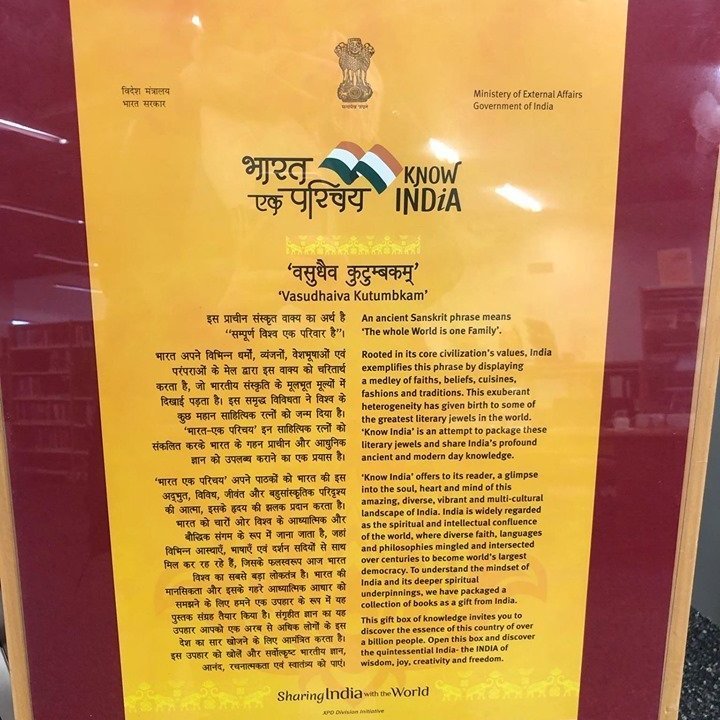 विदेश मंत्रालय
भारत सरकार
Ministry of External Affairs
Government of India
सत्यमेव जयते
भारत
एक परिचय
KNOW
INDIA
'वसुधैव कुटुम्बकम्'
'Vasudhaiva Kutumbkam'
इस प्राचीन संस्कृत वाक्य का अर्थ है
"सम्पूर्ण विश्व एक परिवार है"।
भारत अपने विभिन्न धर्मों, व्यंजनों, वेशभूषाओं एवं
परंपराओं के मेल द्वारा इस वाक्य को चरितार्थ
करता है, जो भारतीय संस्कृति के मूलभूत मूल्यों में
दिखाई पड़ता है। इस समृद्ध विविधता ने विश्व के
कुछ महान साहित्यिक रत्नों को जन्म दिया है।
'भारत-एक परिचय' इन साहित्यिक रत्नों को
संकलित करके भारत के गहन प्राचीन और आधुनिक
ज्ञान को उपलब्ध कराने का एक प्रयास है।
'भारत एक परिचय' अपने पाठकों को भारत की इस
अद्भुत, विविध, जीवंत और बहुसांस्कृतिक परिदृश्य
की आत्मा, इसके हृदय की झलक प्रदान करता है।
भारत को चारों ओर विश्व के आध्यात्मिक और
बौद्धिक संगम के रूप में जाना जाता है, जहां
विभिन्न आस्थाएँ, भाषाएँ एवं दर्शन सदियों से साथ
मिल कर रह रहे हैं, जिसके फलस्वरूप आज भारत
विश्व का सबसे बड़ा लोकतंत्र है। भारत की
मानसिकता और इसके गहरे आध्यात्मिक आधार को
समझने के लिए हमने एक उपहार के रूप में यह
पुस्तक संग्रह तैयार किया है। संगृहीत ज्ञान का यह
उपहार आपको एक अरब से अधिक लोगों के इस
देश का सार खोजने के लिए आमंत्रित करता है।
इस उपहार को खोलें और सर्वोत्कृष्ट भारतीय ज्ञान,
आनंद, रचनात्मकता एवं स्वातंत्र्य को पाएं।
An ancient Sanskrit phrase means
'The whole World is one Family'.
Rooted in its core civilization's values, India
exemplifies this phrase by displaying
a medley of faiths, beliefs, cuisines,
fashions and traditions. This exuberant
heterogeneity has given birth to some of
the greatest literary jewels in the world.
'Know India' is an attempt to package these
literary jewels and share India's profound
ancient and modern day knowledge.
'Know India' offers to its reader, a glimpse
into the soul, heart and mind of this
amazing, diverse, vibrant and multi-cultural
landscape of India. India is widely regarded
as the spiritual and intellectual confluence
of the world, where diverse faith, languages
and philosophies mingled and intersected
over centuries to become world's largest
democracy. To understand the mindset of
India and its deeper spiritual
underpinnings, we have packaged a
collection of books as a gift from India.
This gift box of knowledge invites you to
discover the essence of this country of over
a billion people. Open this box and discover
the quintessential India- the INDIA of
wisdom, joy, creativity and freedom.
SharingIndia with the World
XPD Division Initiative